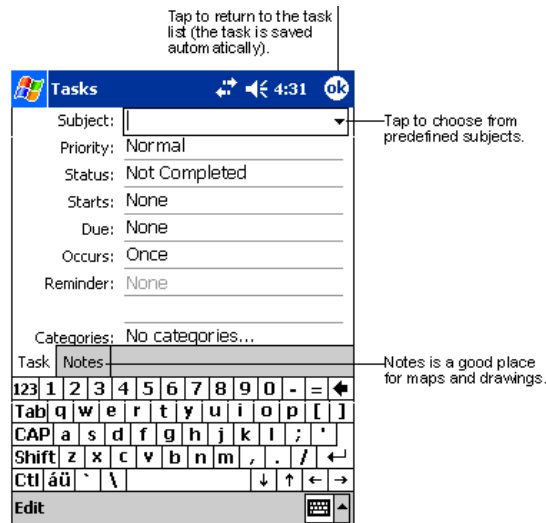 Tap to return to the task
list (the task is saved
automatically).
Tasks 4:31 ok
Subject:
Tap to choose from
predefined subjects.
Priority: Normal
Status: Not Completed
Starts: None
Due: None
Occurs: Once
Reminder: None
Categories: No categories...
Task Notes
Notes is a good place
for maps and drawings.
123 1 2 3 4 5 6 7 8 9 0 - =
Tab q w e r t y u i o p [ ]
CAP a s d f g h j k l ; '
Shift z x c v b n m , . /
Ctl áü ` \
Edit